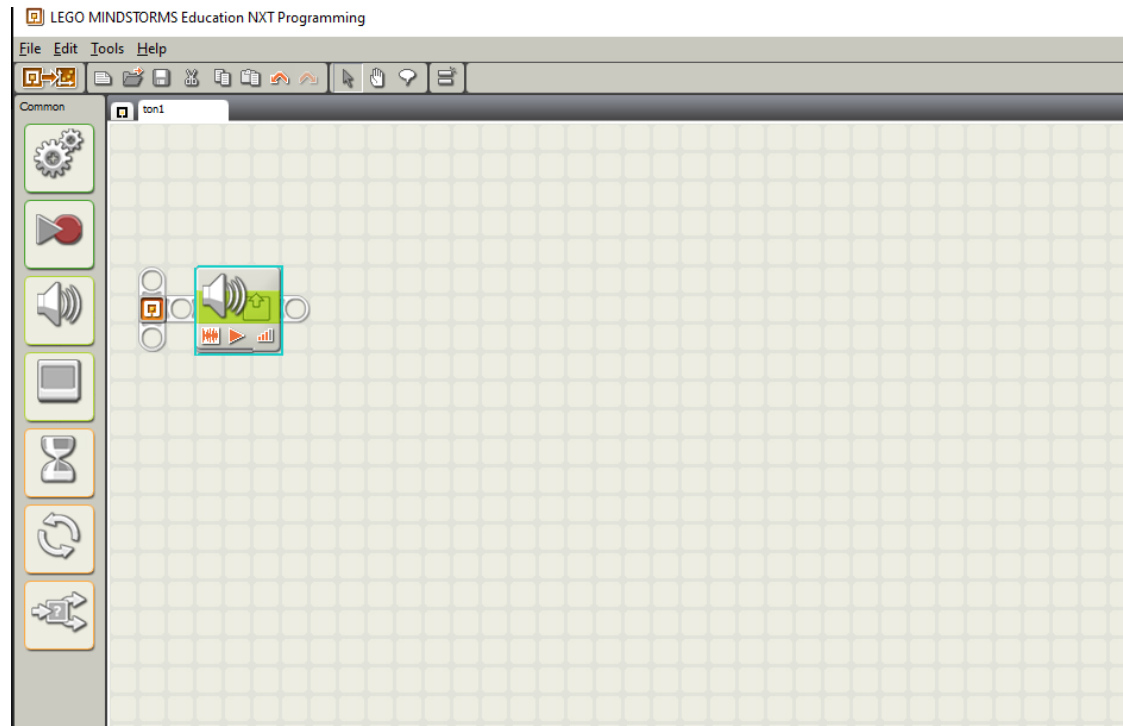 LEGO MINDSTORMS Education NXT Programming
File Edit Tools Help
Common
ton1